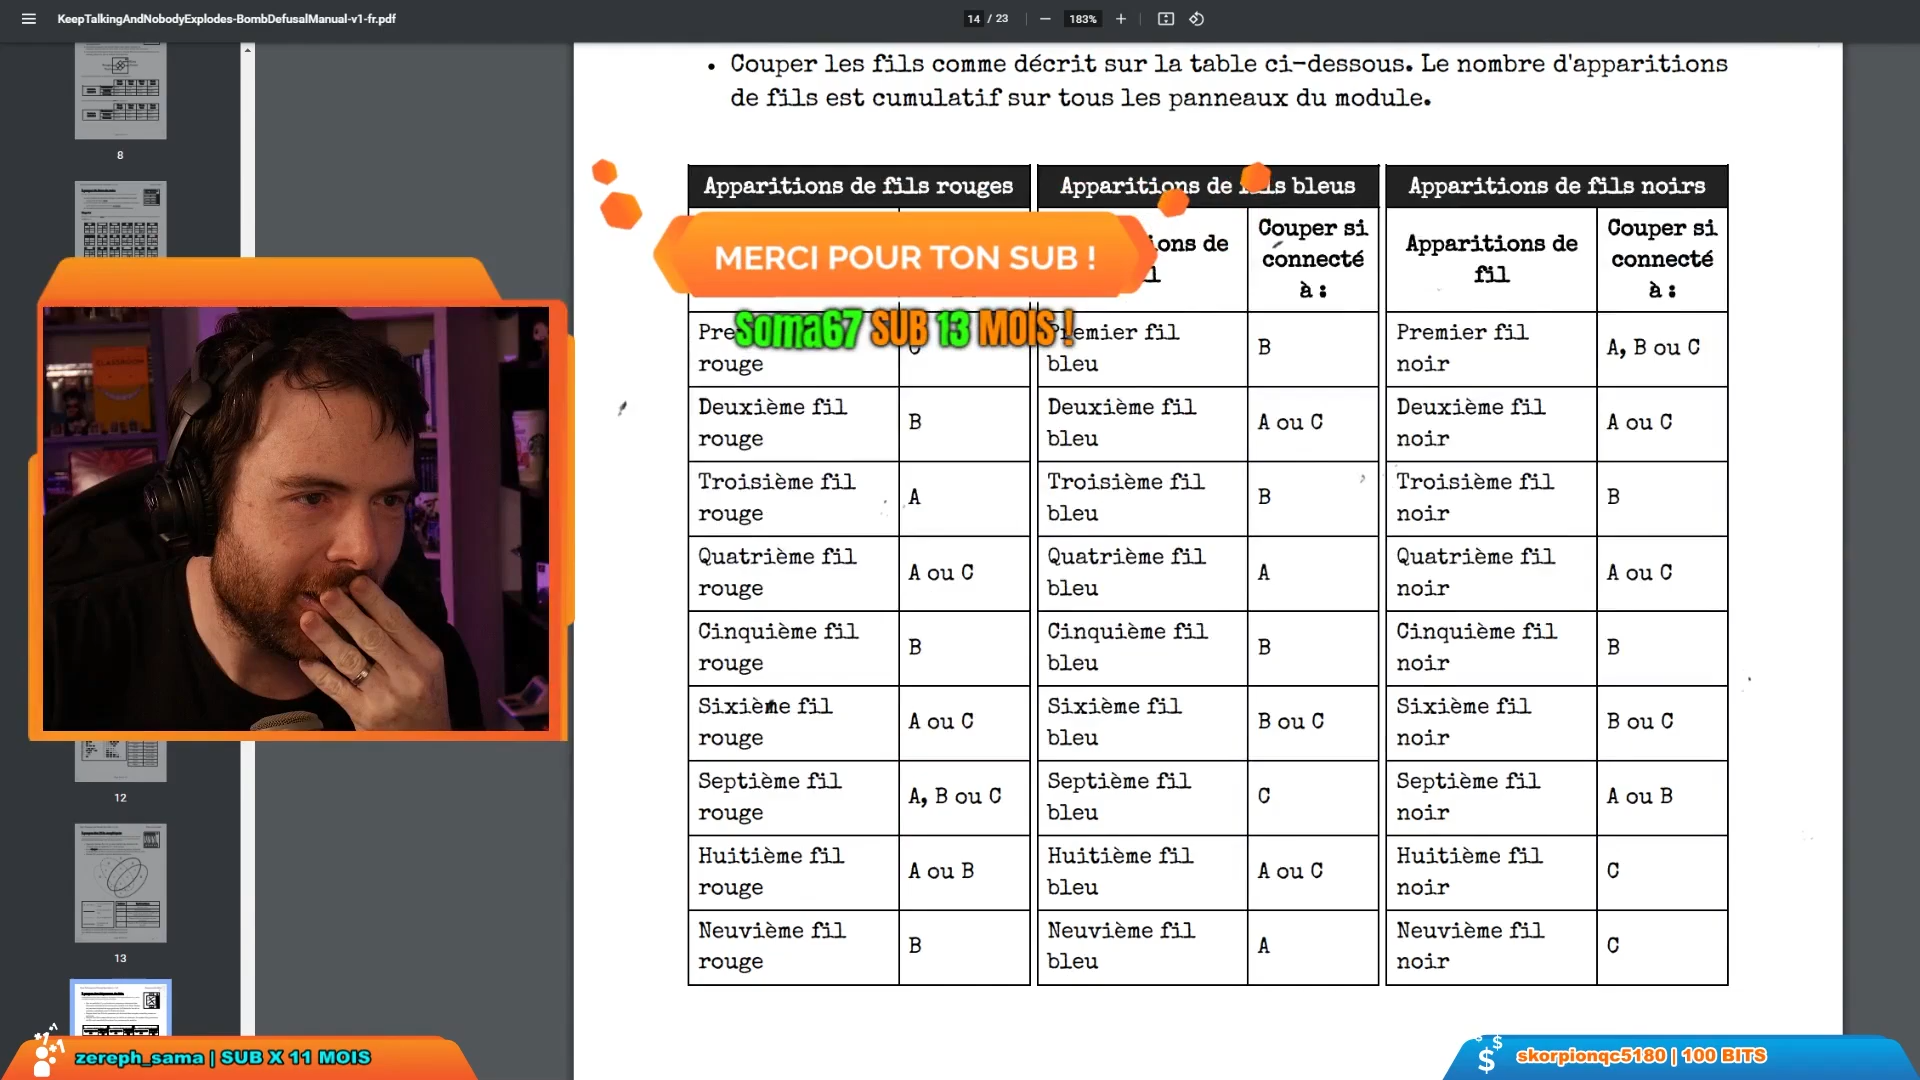 KeepTalkingAndNobodyExplodes-BombDefusalManual-v1-fr.pdf
14 / 23
183%
8
12
13
• Couper les fils comme décrit sur la table ci-dessous. Le nombre d'apparitions
de fils est cumulatif sur tous les panneaux du module.
Apparitions de fils rouges
MERCI POUR TON SUB !
Soma67 SUB 13 MOIS !
rouge
Deuxième fil
rouge
B
Troisième fil
rouge
A
Quatrième fil
rouge
A ou C
Cinquième fil
rouge
B
Sixième fil
rouge
A ou C
Septième fil
rouge
A, B ou C
Huitième fil
rouge
A ou B
Neuvième fil
rouge
B
Apparitions de fils bleus
de
Couper si
connecté
à :
Premier fil
bleu
B
Deuxième fil
bleu
A ou C
Troisième fil
bleu
B
Quatrième fil
bleu
A
Cinquième fil
bleu
B
Sixième fil
bleu
B ou C
Septième fil
bleu
C
Huitième fil
bleu
A ou C
Neuvième fil
bleu
A
Apparitions de fils noirs
Apparitions de
fil
Couper si
connecté
à :
Premier fil
noir
A, B ou C
Deuxième fil
noir
A ou C
Troisième fil
noir
B
Quatrième fil
noir
A ou C
Cinquième fil
noir
B
Sixième fil
noir
B ou C
Septième fil
noir
A ou B
Huitième fil
noir
C
Neuvième fil
noir
C
zereph_sama | SUB X 11 MOIS
skorpionqc5180 | 100 BITS